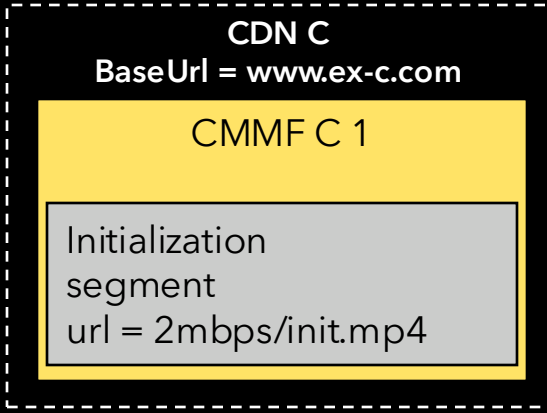 CDN C
BaseUrl = www.ex-c.com
CMMF C 1
Initialization
segment
url = 2mbps/init.mp4